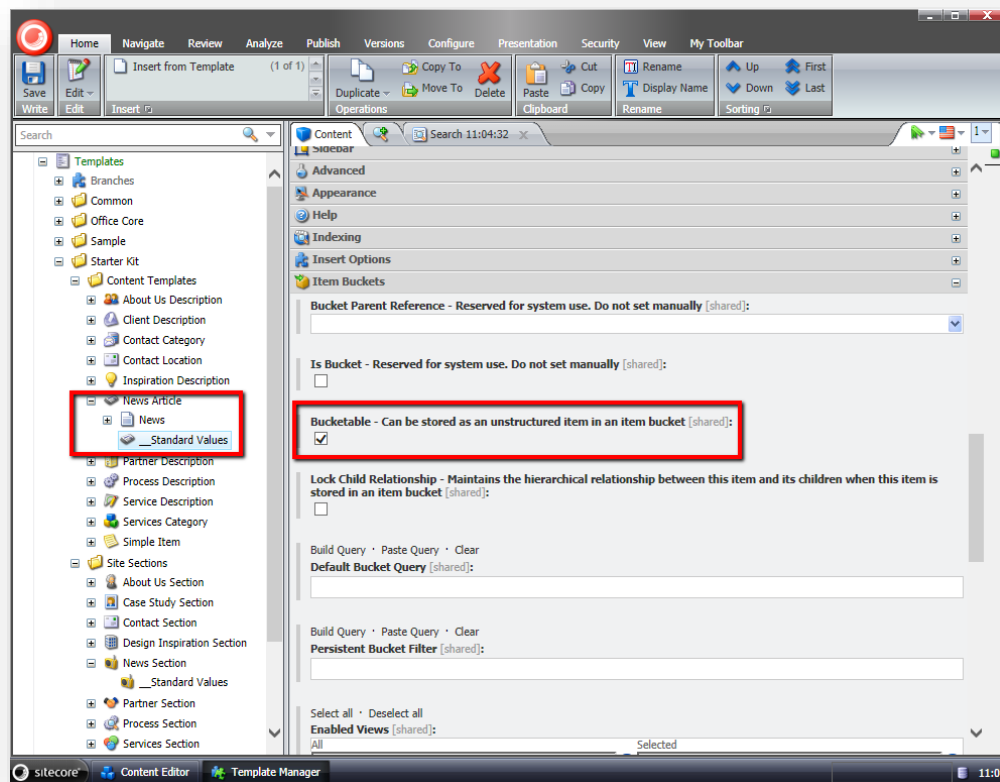 Home Navigate Review Analyze Publish Versions Configure Presentation Security View My Toolbar
Save
Write
Edit
Edit
Insert from Template (1 of 1)
Insert
Duplicate
Copy To
Move To
Delete
Operations
Paste
Cut
Copy
Clipboard
Rename
Display Name
Rename
Up First
Down Last
Sorting
Search
Templates
Branches
Common
Office Core
Sample
Starter Kit
Content Templates
About Us Description
Client Description
Contact Category
Contact Location
Inspiration Description
News Article
News
__Standard Values
Partner Description
Process Description
Service Description
Services Category
Simple Item
Site Sections
About Us Section
Case Study Section
Contact Section
Design Inspiration Section
News Section
__Standard Values
Partner Section
Process Section
Services Section
Content Search 11:04:32
1
Sidebar
Advanced
Appearance
Help
Indexing
Insert Options
Item Buckets
Bucket Parent Reference - Reserved for system use. Do not set manually [shared]:
Is Bucket - Reserved for system use. Do not set manually [shared]:
Bucketable - Can be stored as an unstructured item in an item bucket [shared]:
Lock Child Relationship - Maintains the hierarchical relationship between this item and its children when this item is
stored in an item bucket [shared]:
Build Query · Paste Query · Clear
Default Bucket Query [shared]:
Build Query · Paste Query · Clear
Persistent Bucket Filter [shared]:
Select all · Deselect all
Enabled Views [shared]:
All Selected
sitecore Content Editor Template Manager